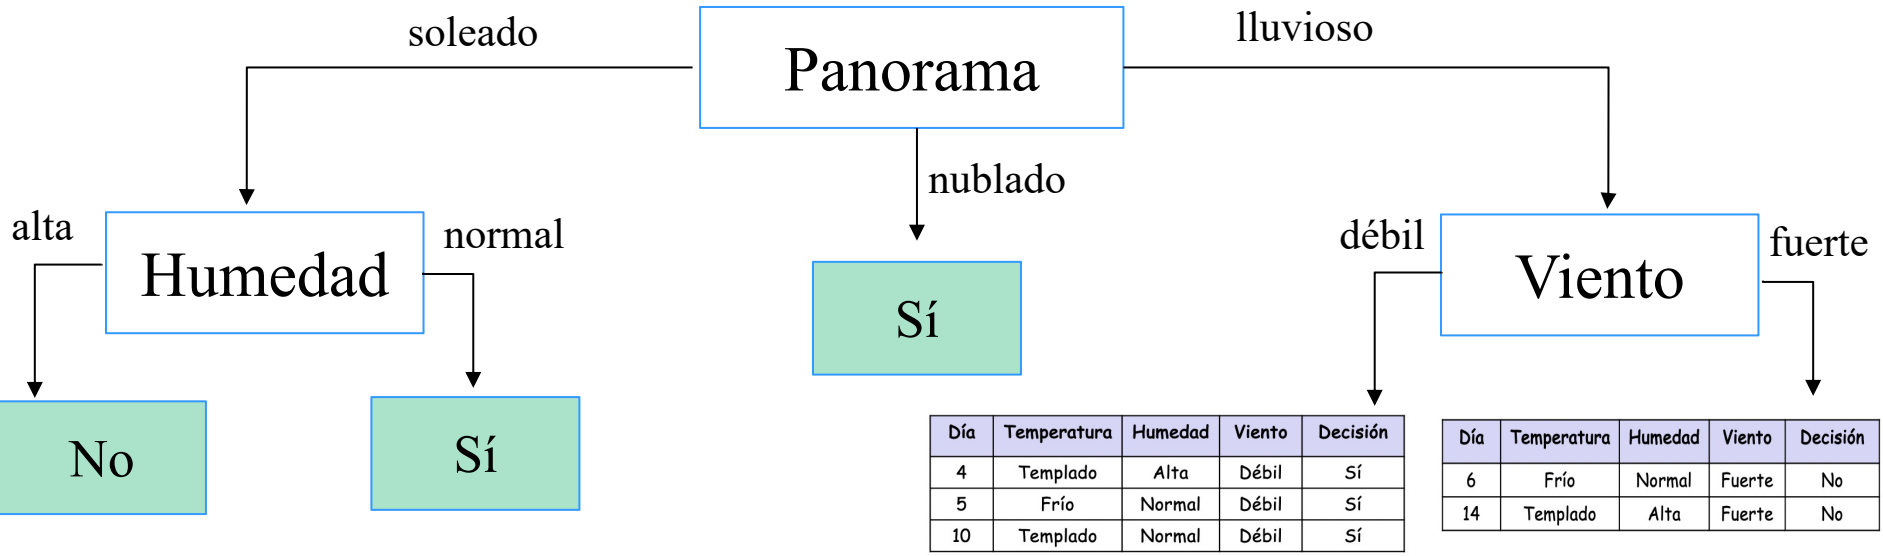 soleado
Panorama
lluvioso
nublado
alta
Humedad
normal
débil
Viento
fuerte
No
Sí
Sí
Día Temperatura Humedad Viento Decisión
4 Templado Alta Débil Sí
5 Frío Normal Débil Sí
10 Templado Normal Débil Sí
Día Temperatura Humedad Viento Decisión
6 Frío Normal Fuerte No
14 Templado Alta Fuerte No